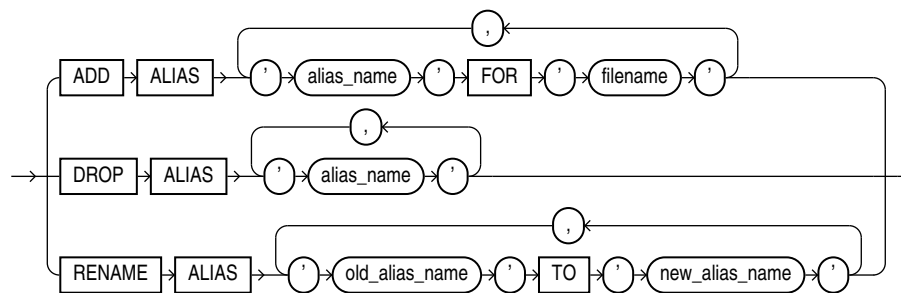 ,
ADD ALIAS ' alias_name ' FOR ' filename '
,
DROP ALIAS ' alias_name '
,
RENAME ALIAS ' old_alias_name ' TO ' new_alias_name '